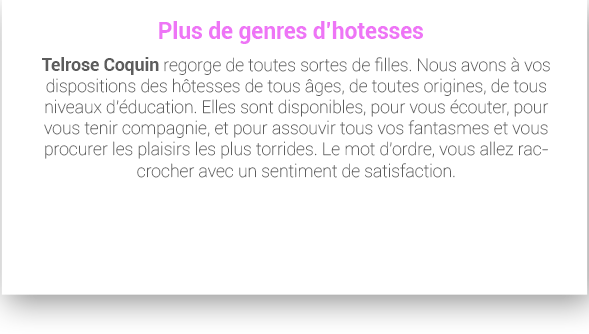 Plus de genres d'hotesses
Telrose Coquin regorge de toutes sortes de filles. Nous avons à vos
dispositions des hôtesses de tous âges, de toutes origines, de tous
niveaux d'éducation. Elles sont disponibles, pour vous écouter, pour
vous tenir compagnie, et pour assouvir tous vos fantasmes et vous
procurer les plaisirs les plus torrides. Le mot d'ordre, vous allez rac-
crocher avec un sentiment de satisfaction.